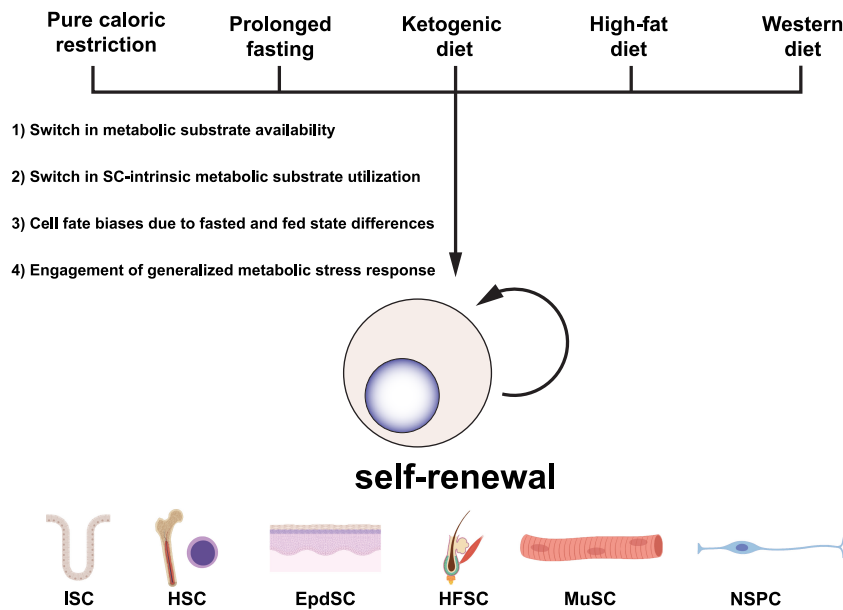 Pure caloric
restriction
Prolonged
fasting
Ketogenic
diet
High-fat
diet
Western
diet
1) Switch in metabolic substrate availability
2) Switch in SC-intrinsic metabolic substrate utilization
3) Cell fate biases due to fasted and fed state differences
4) Engagement of generalized metabolic stress response
self-renewal
ISC
HSC
EpdSC
HFSC
MuSC
NSPC